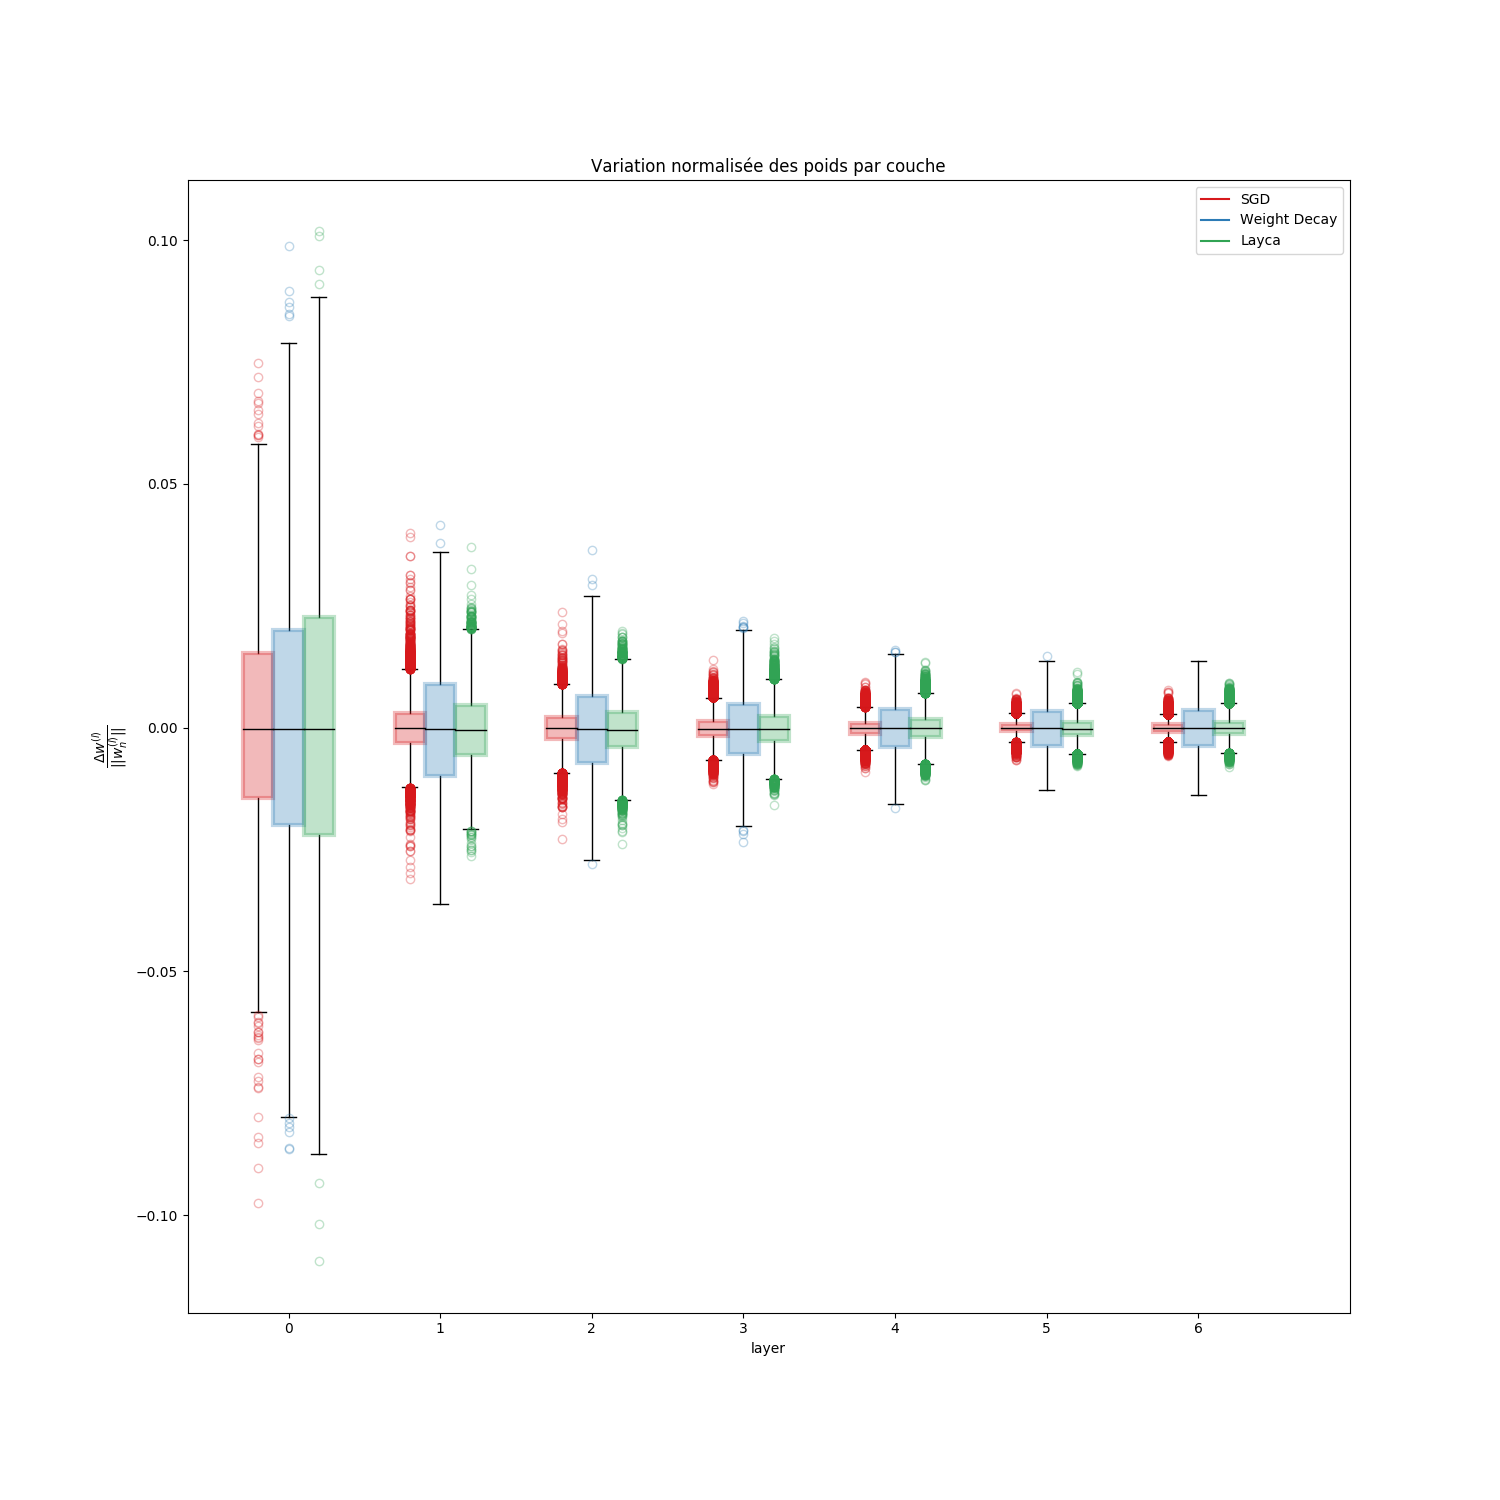 Variation normalisée des poids par couche
SGD
Weight Decay
Layca
0.10
0.05
0.00
−0.05
−0.10
Δw^(l)
||w_n^(l)||
0 1 2 3 4 5 6
layer